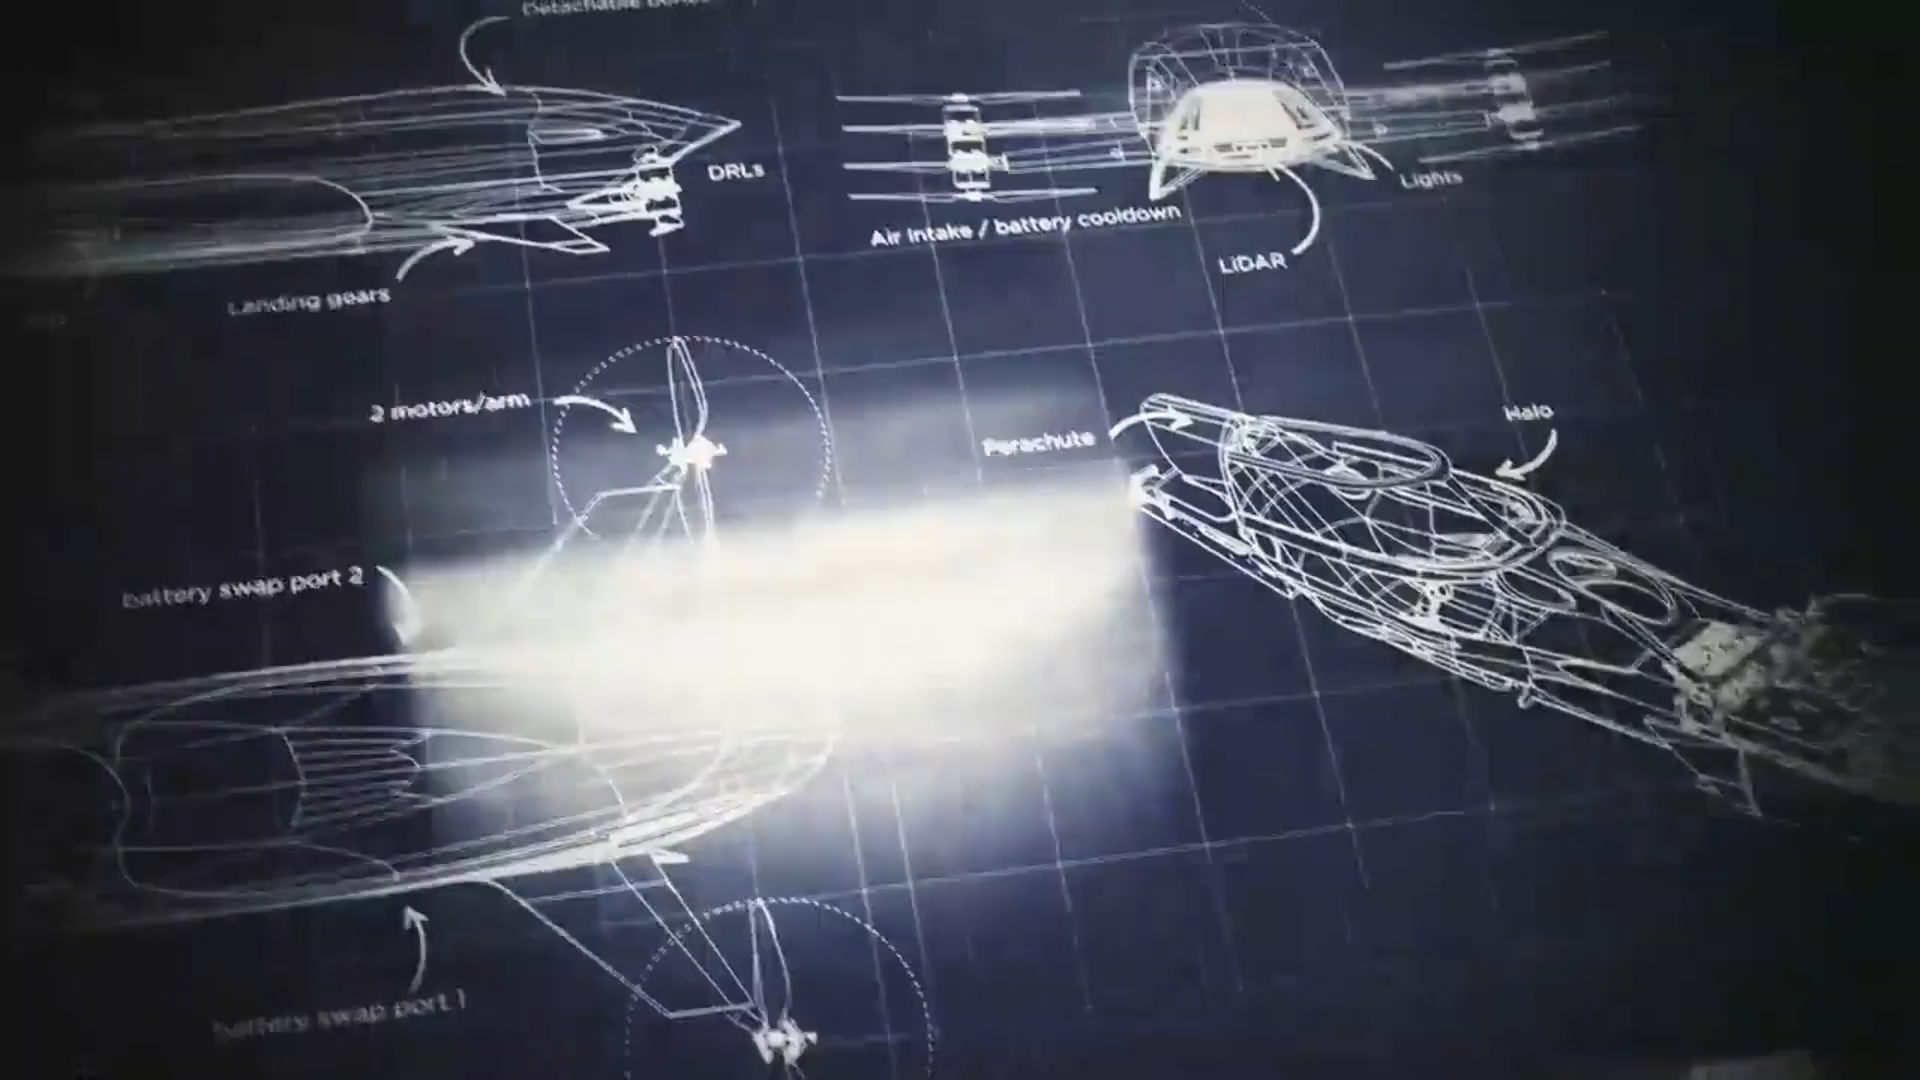 Detachable
DRLs
Lights
Air Intake / battery cooldown
LiDAR
Landing gears
2 motors/arm
Parachute
Halo
battery swap port 2
battery swap port 1